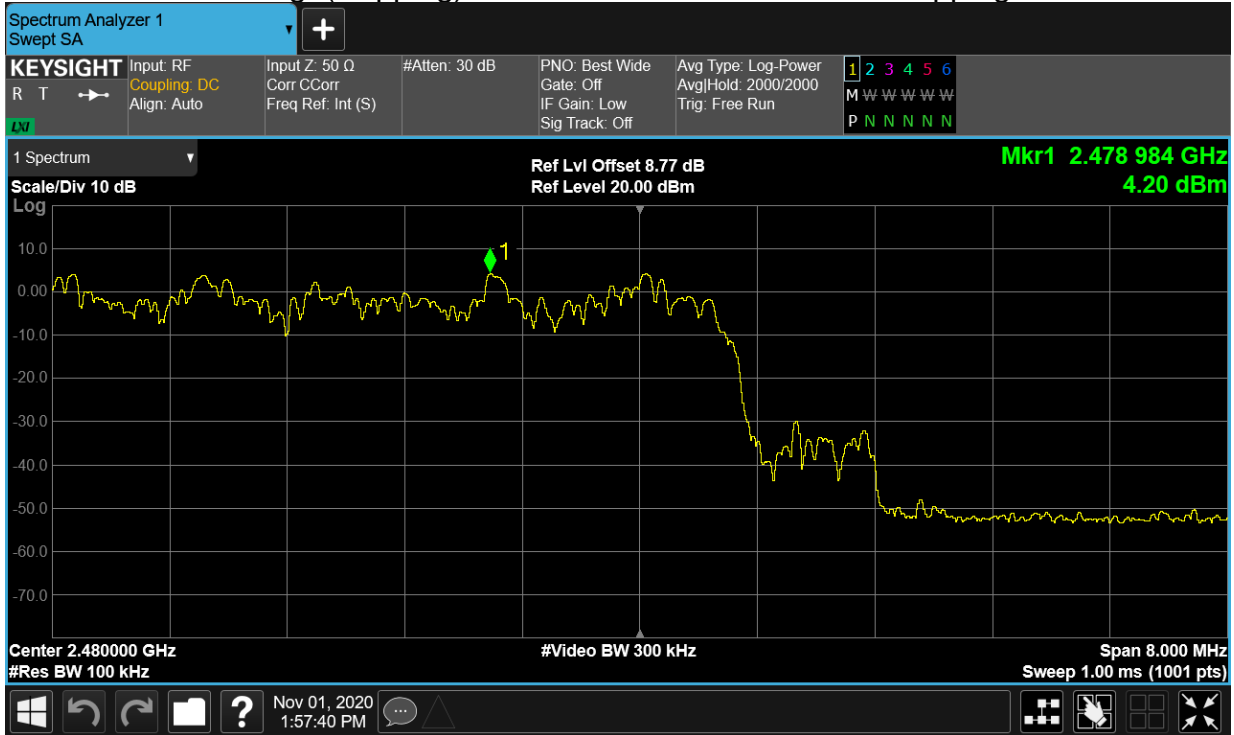 Spectrum Analyzer 1
Swept SA
+
KEYSIGHT
R T
LXI
Input: RF
Coupling: DC
Align: Auto
Input Z: 50 Ω
Corr CCorr
Freq Ref: Int (S)
#Atten: 30 dB
PNO: Best Wide
Gate: Off
IF Gain: Low
Sig Track: Off
Avg Type: Log-Power
Avg|Hold: 2000/2000
Trig: Free Run
1 2 3 4 5 6
M W W W W W
P N N N N N
1 Spectrum
Scale/Div 10 dB
Log
Ref Lvl Offset 8.77 dB
Ref Level 20.00 dBm
Mkr1 2.478 984 GHz
4.20 dBm
1
10.0
0.00
-10.0
-20.0
-30.0
-40.0
-50.0
-60.0
-70.0
Center 2.480000 GHz
#Res BW 100 kHz
#Video BW 300 kHz
Span 8.000 MHz
Sweep 1.00 ms (1001 pts)
?
Nov 01, 2020
1:57:40 PM